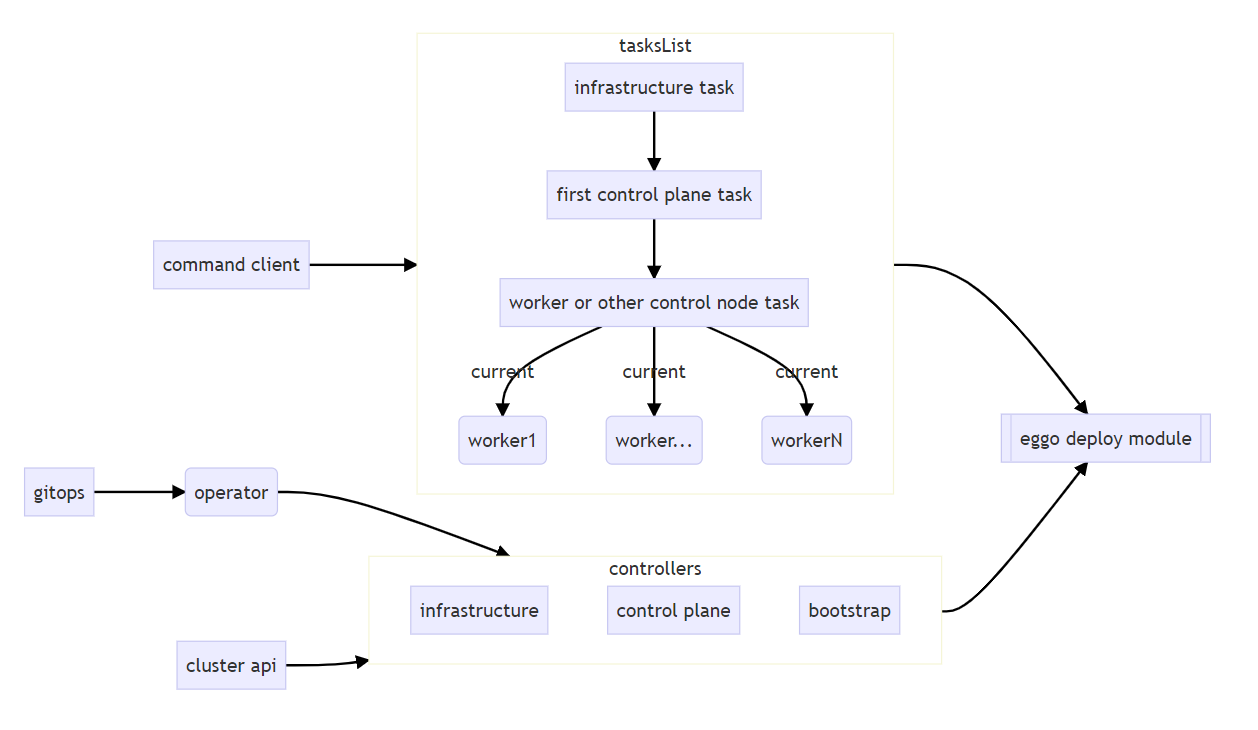 tasksList
infrastructure task
first control plane task
command client
worker or other control node task
current
current
current
worker1
worker...
workerN
eggo deploy module
gitops
operator
controllers
infrastructure
control plane
bootstrap
cluster api